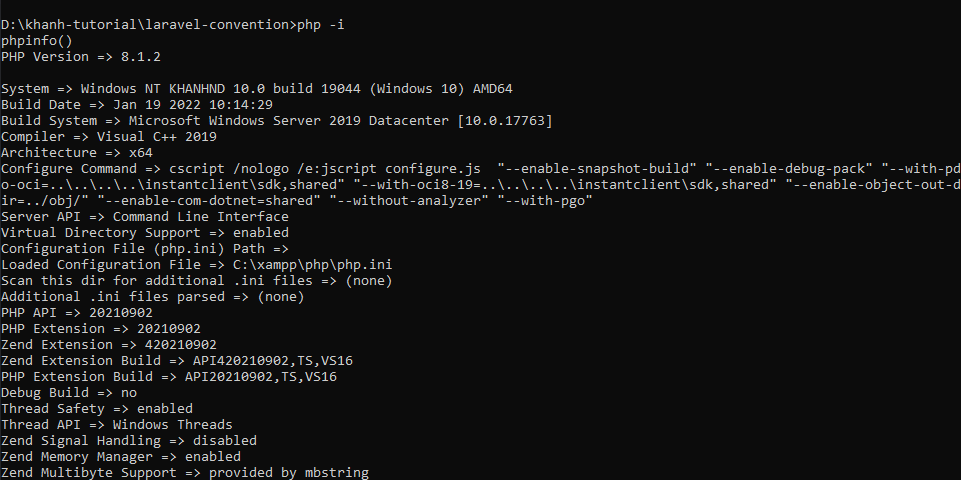 D:\khanh-tutorial\laravel-convention>php -i
phpinfo()
PHP Version => 8.1.2
System => Windows NT KHANHND 10.0 build 19044 (Windows 10) AMD64
Build Date => Jan 19 2022 10:14:29
Build System => Microsoft Windows Server 2019 Datacenter [10.0.17763]
Compiler => Visual C++ 2019
Architecture => x64
Configure Command => cscript /nologo /e:jscript configure.js  "--enable-snapshot-build" "--enable-debug-pack" "--with-pd
o-oci=..\..\..\..\instantclient\sdk,shared" "--with-oci8-19=..\..\..\..\instantclient\sdk,shared" "--enable-object-out-d
ir=../obj/" "--enable-com-dotnet=shared" "--without-analyzer" "--with-pgo"
Server API => Command Line Interface
Virtual Directory Support => enabled
Configuration File (php.ini) Path =>
Loaded Configuration File => C:\xampp\php\php.ini
Scan this dir for additional .ini files => (none)
Additional .ini files parsed => (none)
PHP API => 20210902
PHP Extension => 20210902
Zend Extension => 420210902
Zend Extension Build => API420210902,TS,VS16
PHP Extension Build => API20210902,TS,VS16
Debug Build => no
Thread Safety => enabled
Thread API => Windows Threads
Zend Signal Handling => disabled
Zend Memory Manager => enabled
Zend Multibyte Support => provided by mbstring